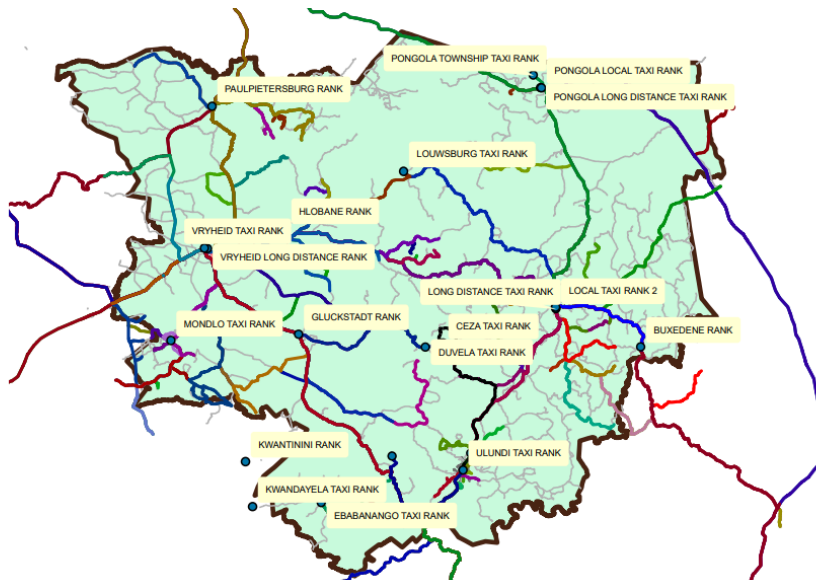 PONGOLA TOWNSHIP TAXI RANK
PONGOLA LOCAL TAXI RANK
PAULPIETERSBURG RANK
PONGOLA LONG DISTANCE TAXI RANK
LOUWSBURG TAXI RANK
HLOBANE RANK
VRYHEID TAXI RANK
VRYHEID LONG DISTANCE RANK
LONG DISTANCE TAXI RANK
LOCAL TAXI RANK 2
MONDLO TAXI RANK
GLUCKSTADT RANK
CEZA TAXI RANK
BUXEDENE RANK
DUVELA TAXI RANK
KWANTININI RANK
ULUNDI TAXI RANK
KWANDAYELA TAXI RANK
EBABANANGO TAXI RANK